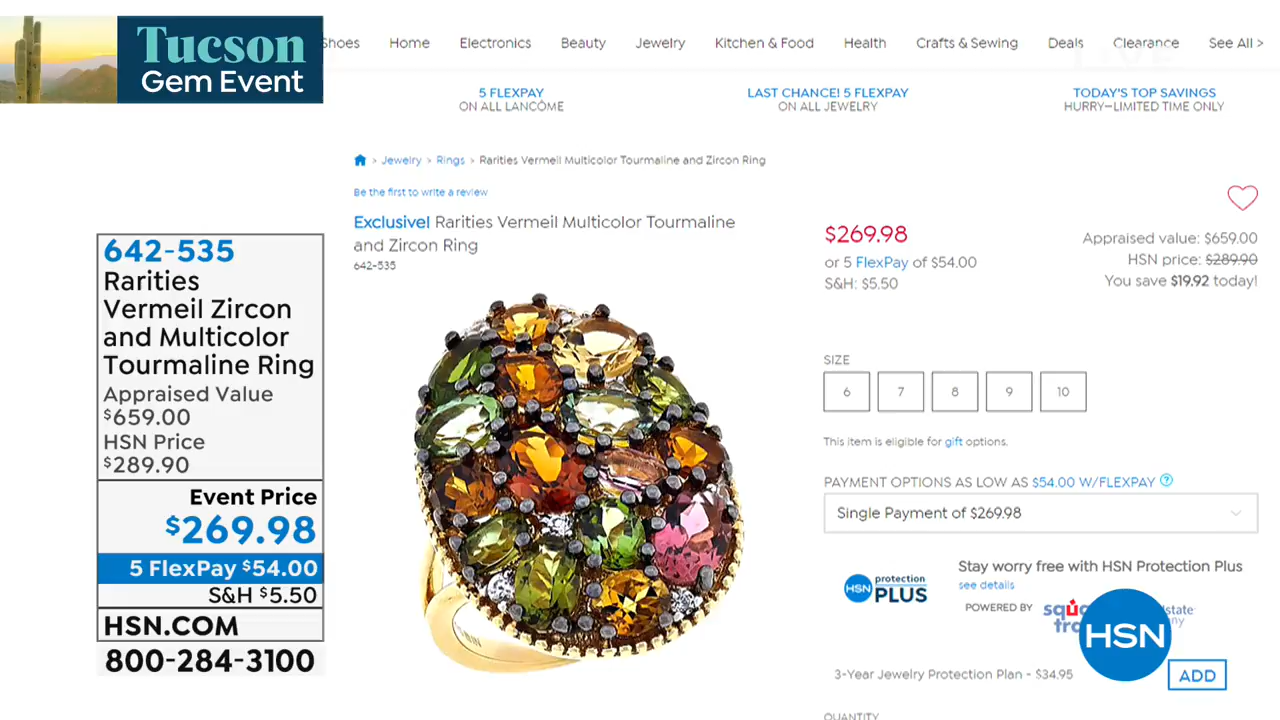 Tucson
Gem Event
Shoes Home Electronics Beauty Jewelry Kitchen & Food Health Crafts & Sewing Deals Clearance See All >
LIVE
5 FLEXPAY
ON ALL LANCÔME
LAST CHANCE! 5 FLEXPAY
ON ALL JEWELRY
TODAY'S TOP SAVINGS
HURRY—LIMITED TIME ONLY
> Jewelry > Rings > Rarities Vermeil Multicolor Tourmaline and Zircon Ring
Be the first to write a review
Exclusive! Rarities Vermeil Multicolor Tourmaline
and Zircon Ring
642-535
642-535
Rarities
Vermeil Zircon
and Multicolor
Tourmaline Ring
Appraised Value
$659.00
HSN Price
$289.90
Event Price
$269.98
5 FlexPay $54.00
S&H $5.50
HSN.COM
800-284-3100
$269.98
or 5 FlexPay of $54.00
S&H: $5.50
Appraised value: $659.00
HSN price: $289.90
You save $19.92 today!
SIZE
6 7 8 9 10
This item is eligible for gift options.
PAYMENT OPTIONS AS LOW AS $54.00 W/FLEXPAY ?
Single Payment of $269.98
HSN protection PLUS
Stay worry free with HSN Protection Plus
see details
POWERED BY
HSN
3-Year Jewelry Protection Plan - $34.95
ADD
QUANTITY